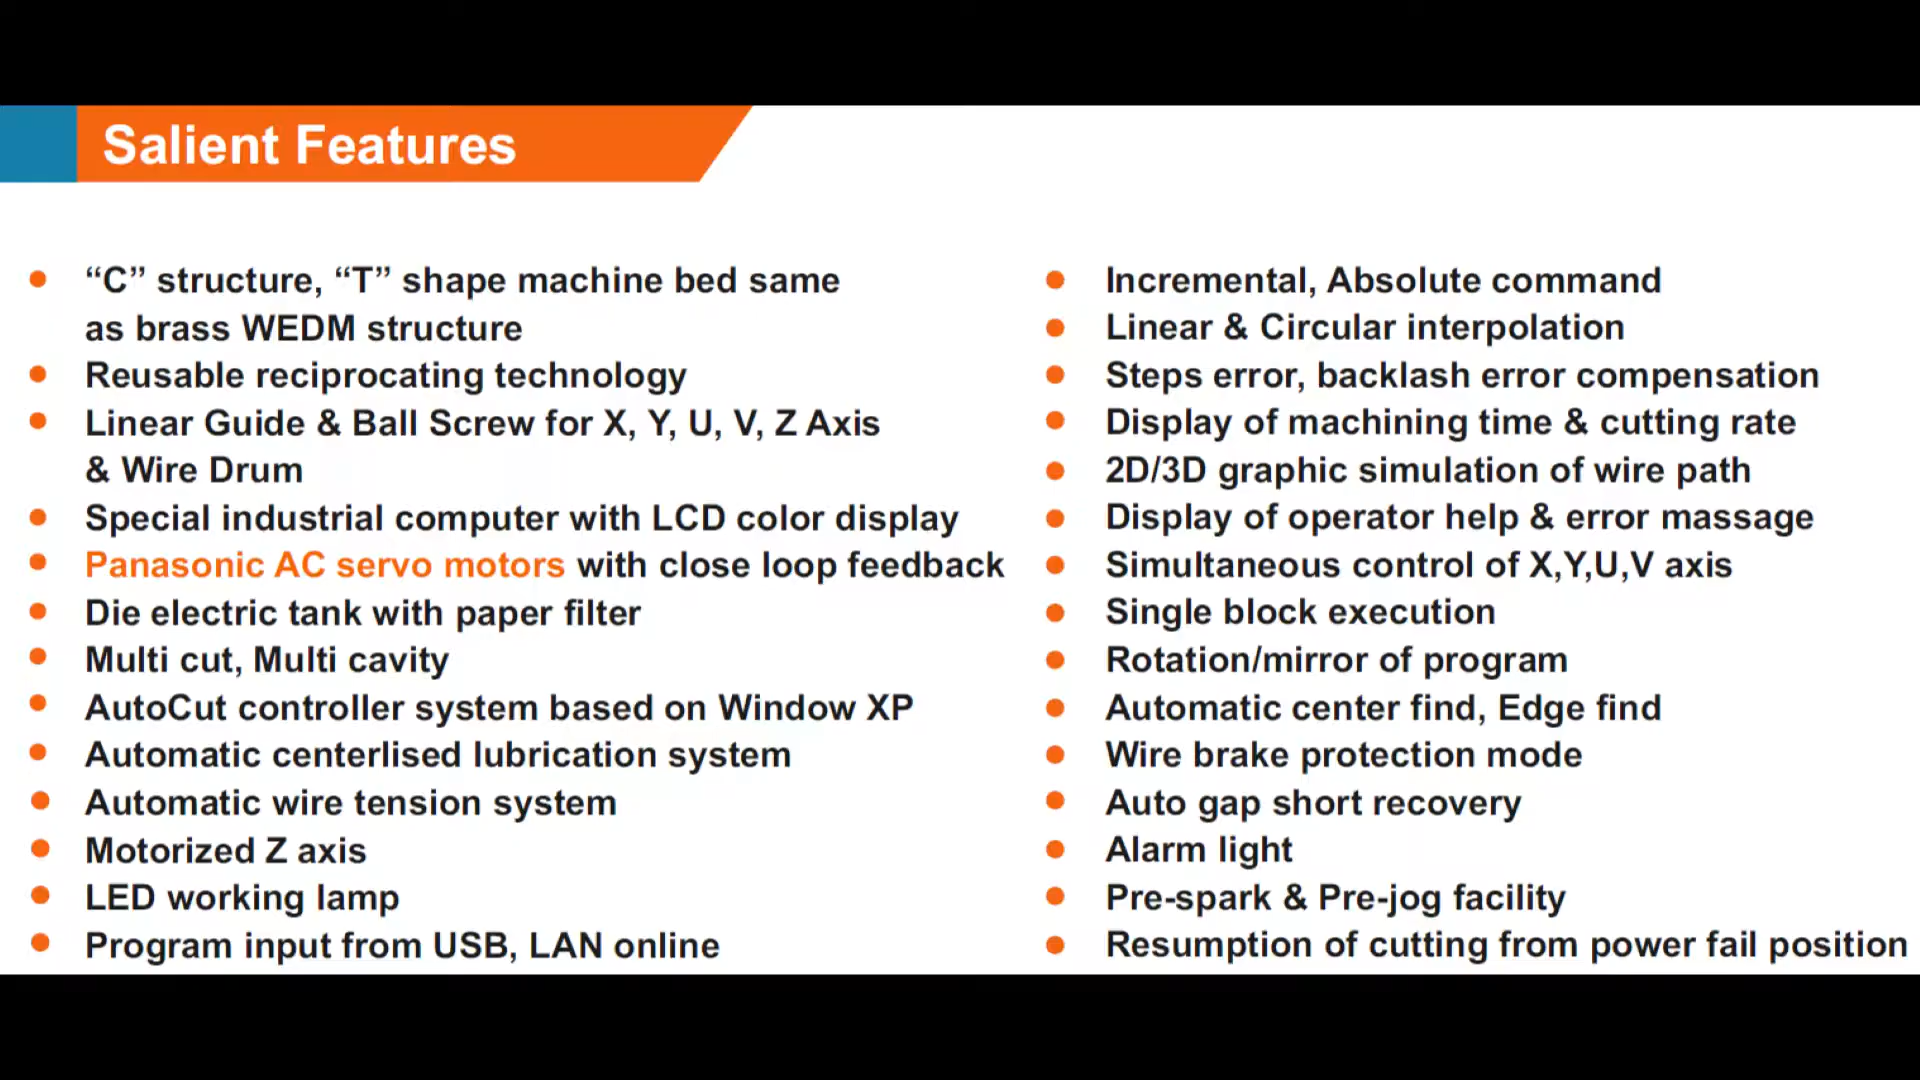 Salient Features
“C” structure, “T” shape machine bed same
as brass WEDM structure
Reusable reciprocating technology
Linear Guide & Ball Screw for X, Y, U, V, Z Axis
& Wire Drum
Special industrial computer with LCD color display
Panasonic AC servo motors with close loop feedback
Die electric tank with paper filter
Multi cut, Multi cavity
AutoCut controller system based on Window XP
Automatic centerlised lubrication system
Automatic wire tension system
Motorized Z axis
LED working lamp
Program input from USB, LAN online
Incremental, Absolute command
Linear & Circular interpolation
Steps error, backlash error compensation
Display of machining time & cutting rate
2D/3D graphic simulation of wire path
Display of operator help & error massage
Simultaneous control of X,Y,U,V axis
Single block execution
Rotation/mirror of program
Automatic center find, Edge find
Wire brake protection mode
Auto gap short recovery
Alarm light
Pre-spark & Pre-jog facility
Resumption of cutting from power fail position